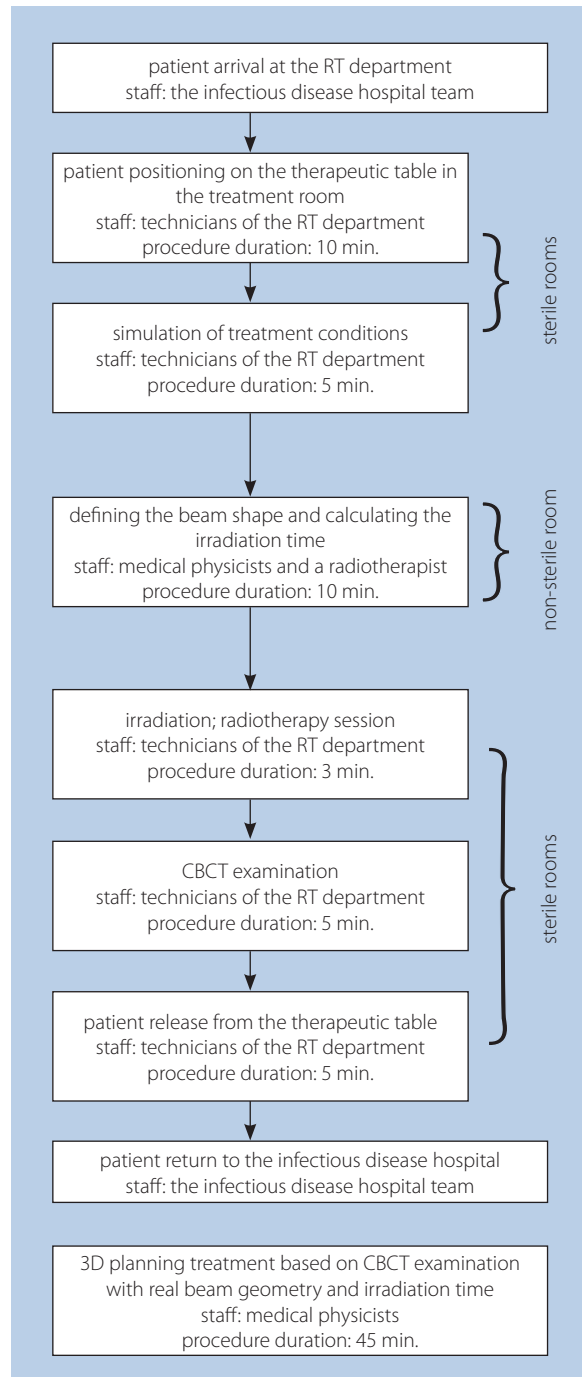 patient arrival at the RT department
staff: the infectious disease hospital team
patient positioning on the therapeutic table in
the treatment room
staff: technicians of the RT department
procedure duration: 10 min.
simulation of treatment conditions
staff: technicians of the RT department
procedure duration: 5 min.
sterile rooms
defining the beam shape and calculating the
irradiation time
staff: medical physicists and a radiotherapist
procedure duration: 10 min.
non-sterile room
irradiation; radiotherapy session
staff: technicians of the RT department
procedure duration: 3 min.
CBCT examination
staff: technicians of the RT department
procedure duration: 5 min.
patient release from the therapeutic table
staff: technicians of the RT department
procedure duration: 5 min.
sterile rooms
patient return to the infectious disease hospital
staff: the infectious disease hospital team
3D planning treatment based on CBCT examination
with real beam geometry and irradiation time
staff: medical physicists
procedure duration: 45 min.